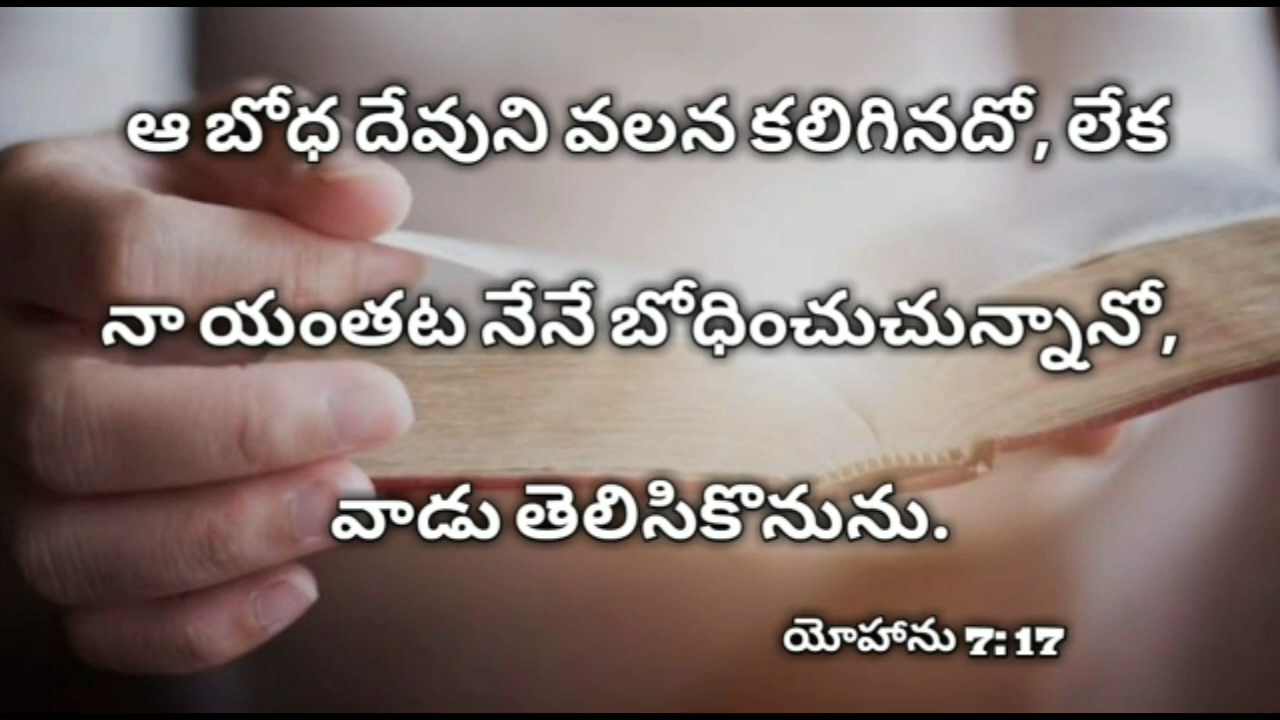 ఆ బోధ దేవుని వలన కలిగినదో, లేక
నా యంతట నేనే బోధించుచున్నానో,
వాడు తెలిసికొనును.
యోహాను 7:17